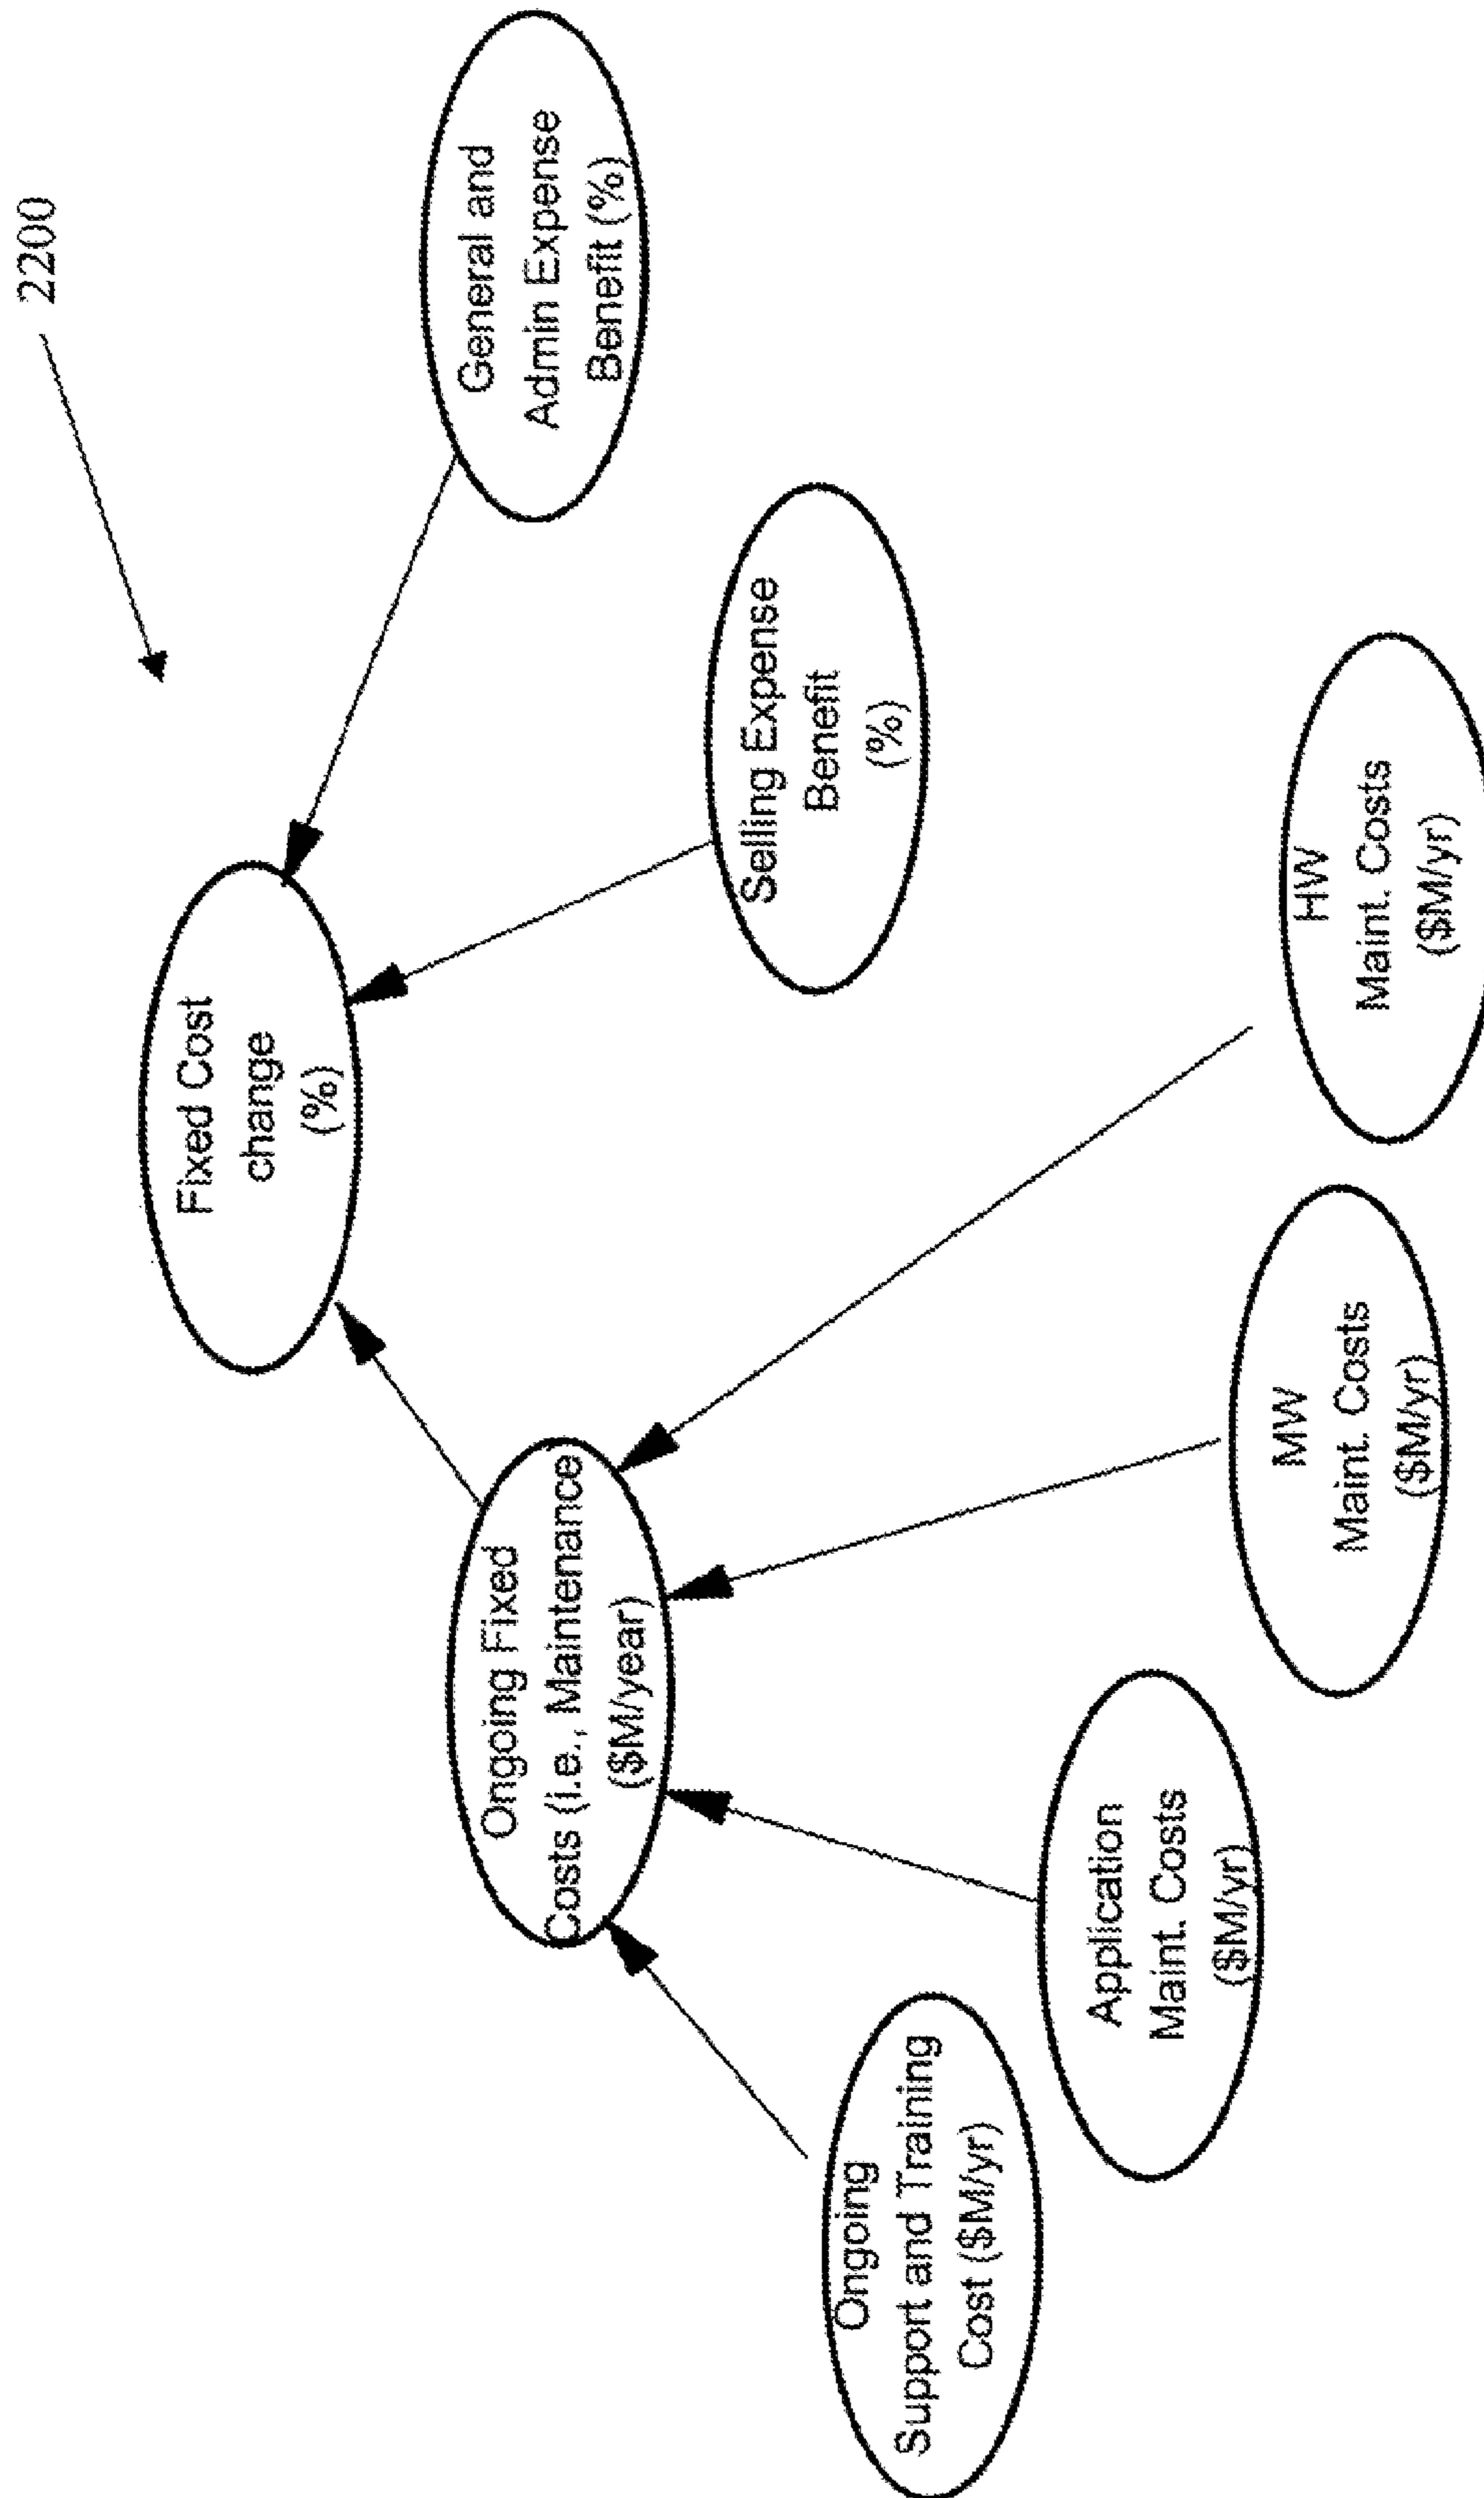 2200
Fixed Cost
change
(%)
General and
Admin Expense
Benefit (%)
Ongoing Fixed
Costs (i.e., Maintenance
($M/year)
Selling Expense
Benefit
(%)
Ongoing
Support and Training
Cost ($M/yr)
Application
Maint. Costs
($M/yr)
MW
Maint. Costs
($M/yr)
HW
Maint. Costs
($M/yr)